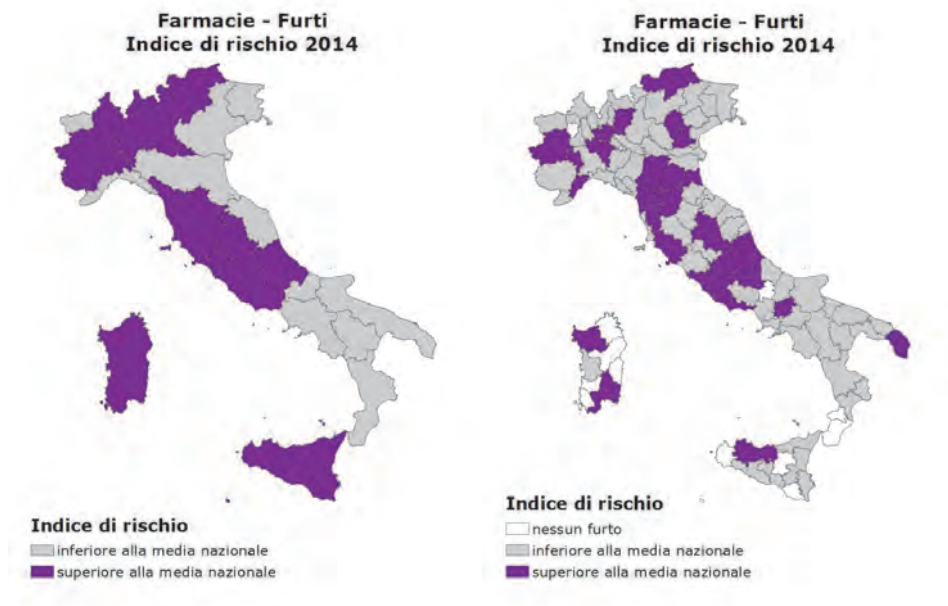 Farmacie - Furti
Indice di rischio 2014
Indice di rischio
inferiore alla media nazionale
superiore alla media nazionale
Farmacie - Furti
Indice di rischio 2014
Indice di rischio
nessun furto
inferiore alla media nazionale
superiore alla media nazionale